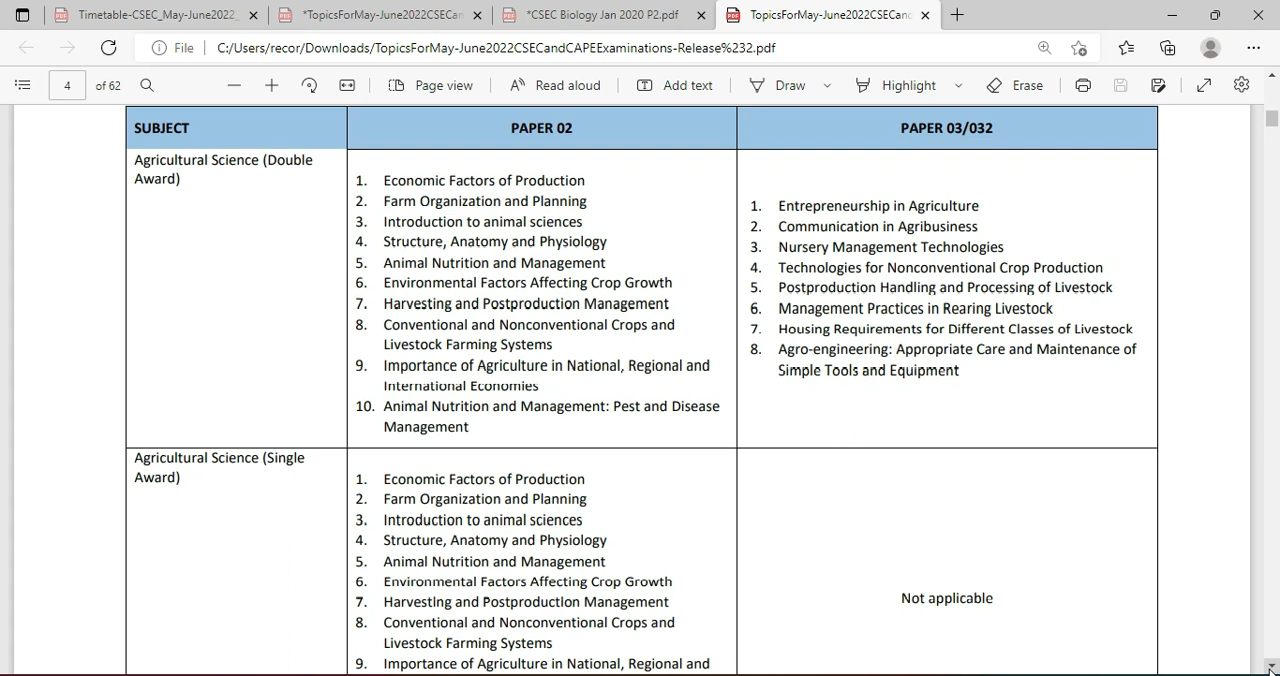 Timetable-CSEC_May-June2022_
*TopicsForMay-June2022CSECan
*CSEC Biology Jan 2020 P2.pdf
TopicsForMay-June2022CSECanc
File
C:/Users/recor/Downloads/TopicsForMay-June2022CSECandCAPEExaminations-Release%232.pdf
4
of 62
Page view
Read aloud
Add text
Draw
Highlight
Erase
SUBJECT
PAPER 02
PAPER 03/032
Agricultural Science (Double
Award)
1. Economic Factors of Production
2. Farm Organization and Planning
3. Introduction to animal sciences
4. Structure, Anatomy and Physiology
5. Animal Nutrition and Management
6. Environmental Factors Affecting Crop Growth
7. Harvesting and Postproduction Management
8. Conventional and Nonconventional Crops and
Livestock Farming Systems
9. Importance of Agriculture in National, Regional and
International Economies
10. Animal Nutrition and Management: Pest and Disease
Management
1. Entrepreneurship in Agriculture
2. Communication in Agribusiness
3. Nursery Management Technologies
4. Technologies for Nonconventional Crop Production
5. Postproduction Handling and Processing of Livestock
6. Management Practices in Rearing Livestock
7. Housing Requirements for Different Classes of Livestock
8. Agro-engineering: Appropriate Care and Maintenance of
Simple Tools and Equipment
Agricultural Science (Single
Award)
1. Economic Factors of Production
2. Farm Organization and Planning
3. Introduction to animal sciences
4. Structure, Anatomy and Physiology
5. Animal Nutrition and Management
6. Environmental Factors Affecting Crop Growth
7. Harvesting and Postproduction Management
8. Conventional and Nonconventional Crops and
Livestock Farming Systems
9. Importance of Agriculture in National, Regional and
Not applicable